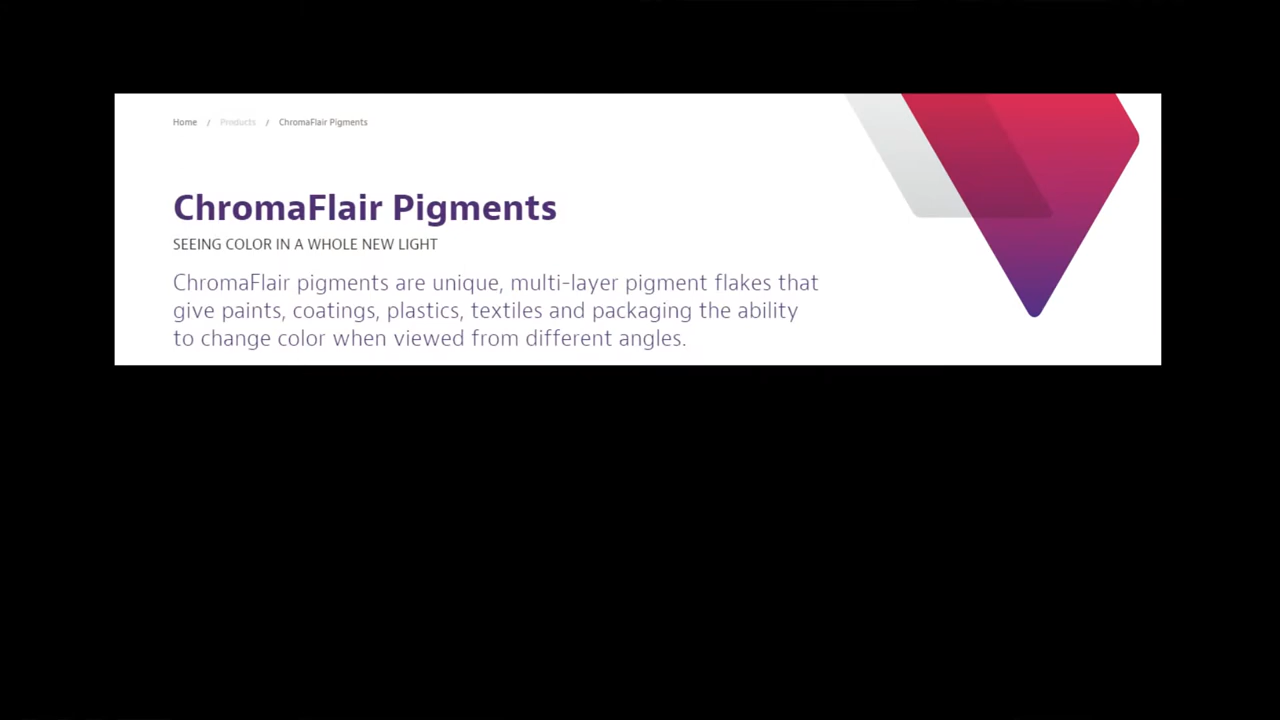 Home / Products / ChromaFlair Pigments
ChromaFlair Pigments
SEEING COLOR IN A WHOLE NEW LIGHT
ChromaFlair pigments are unique, multi-layer pigment flakes that
give paints, coatings, plastics, textiles and packaging the ability
to change color when viewed from different angles.